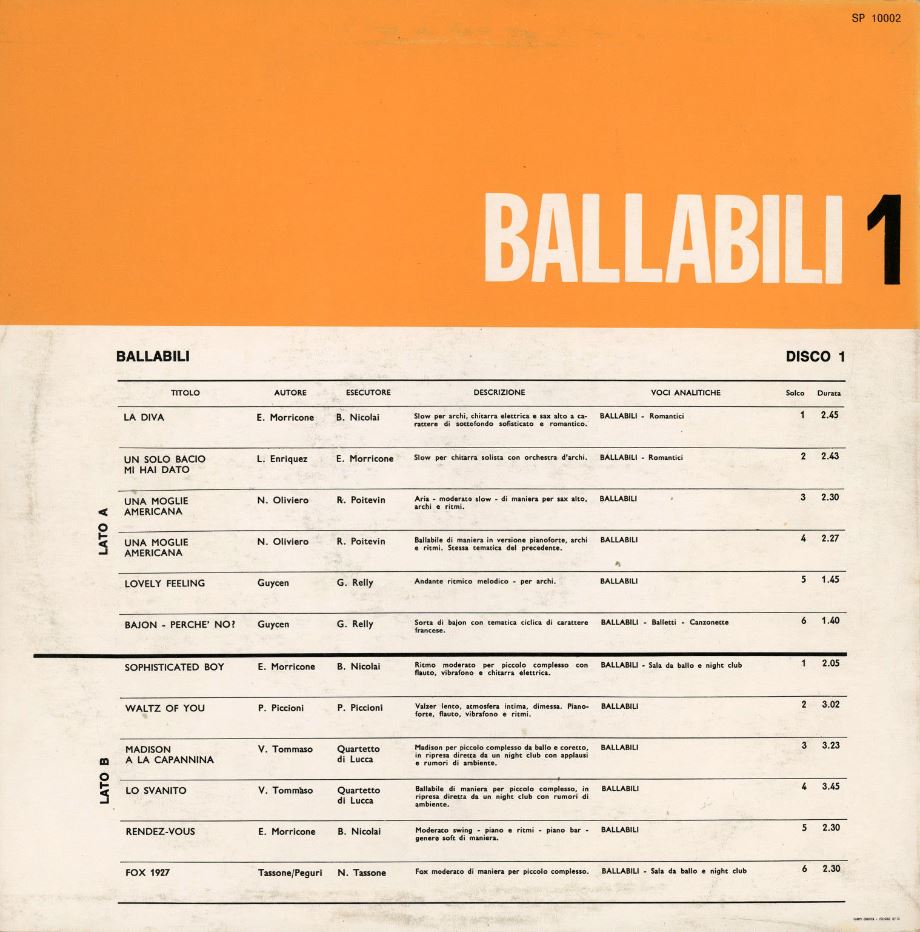 SP 10002
BALLABILI 1
BALLABILI DISCO 1
TITOLO AUTORE ESECUTORE DESCRIZIONE VOCI ANALITICHE Solco Durata
LATO A
LA DIVA E. Morricone B. Nicolai Slow per archi, chitarra elettrica e sax alto a ca- BALLABILI - Romantici 1 2.45
rattere di sottofondo sofisticato e romantico.
UN SOLO BACIO L. Enriquez E. Morricone Slow per chitarra solista con orchestra d'archi. BALLABILI - Romantici 2 2.43
MI HAI DATO
UNA MOGLIE N. Oliviero R. Poitevin Aria - moderato slow - di maniera per sax alto, BALLABILI 3 2.30
AMERICANA archi e ritmi.
UNA MOGLIE N. Oliviero R. Poitevin Ballabile di maniera in versione pianoforte, archi BALLABILI 4 2.27
AMERICANA e ritmi. Stessa tematica del precedente.
LOVELY FEELING Guycen G. Relly Andante ritmico melodico - per archi. BALLABILI 5 1.45
BAJON - PERCHE' NO? Guycen G. Relly Sorta di bajon con tematica ciclica di carattere BALLABILI - Balletti - Canzonette 6 1.40
francese.
LATO B
SOPHISTICATED BOY E. Morricone B. Nicolai Ritmo moderato per piccolo complesso con BALLABILI - Sala da ballo e night club 1 2.05
flauto, vibrafono e chitarra elettrica.
WALTZ OF YOU P. Piccioni P. Piccioni Valzer lento, atmosfera intima, dimessa. Piano- BALLABILI 2 3.02
forte, flauto, vibrafono e ritmi.
MADISON V. Tommaso Quartetto Madison per piccolo complesso da ballo e coretto, BALLABILI 3 3.23
A LA CAPANNINA di Lucca in ripresa diretta da un night club con applausi
e rumori di ambiente.
LO SVANITO V. Tommaso Quartetto Ballabile di maniera per piccolo complesso, in BALLABILI 4 3.45
di Lucca ripresa diretta da un night club con rumori di
ambiente.
RENDEZ-VOUS E. Morricone B. Nicolai Moderato swing - piano e ritmi - piano bar - BALLABILI 5 2.30
genere soft di maniera.
FOX 1927 Tassone/Peguri N. Tassone Fox moderato di maniera per piccolo complesso. BALLABILI - Sala da ballo e night club 6 2.30